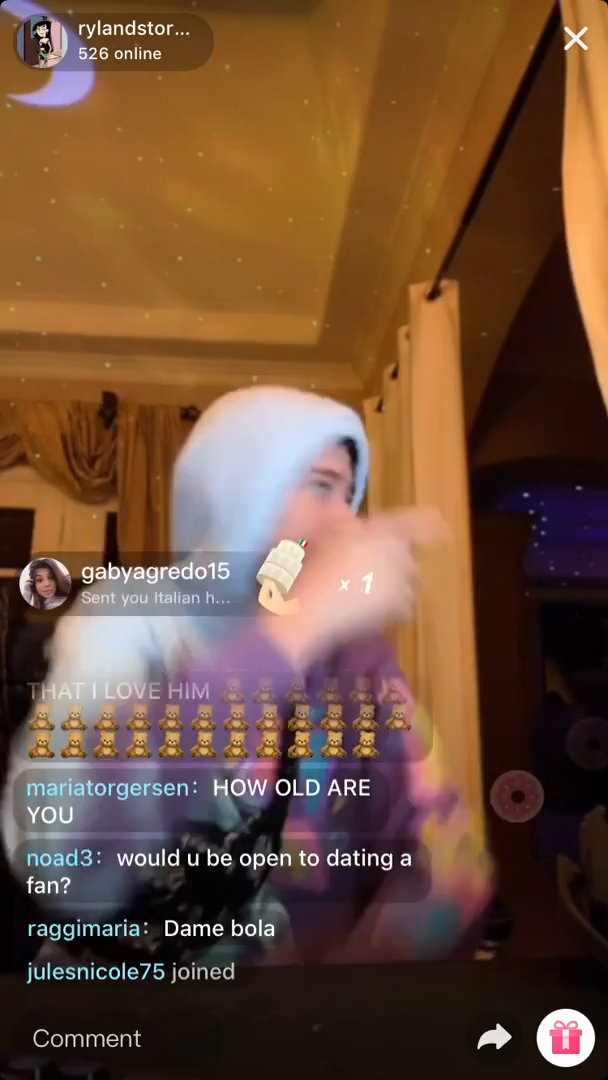 rylandstor...
526 online
gabyagredo15
Sent you Italian h...
x 1
THAT I LOVE HIM 🧸🧸🧸🧸🧸🧸
🧸🧸🧸🧸🧸🧸🧸🧸🧸🧸🧸🧸
🧸🧸🧸🧸🧸🧸🧸🧸🧸🧸🧸
mariatorgersen: HOW OLD ARE
YOU
noad3: would u be open to dating a
fan?
raggimaria: Dame bola
julesnicole75 joined
Comment